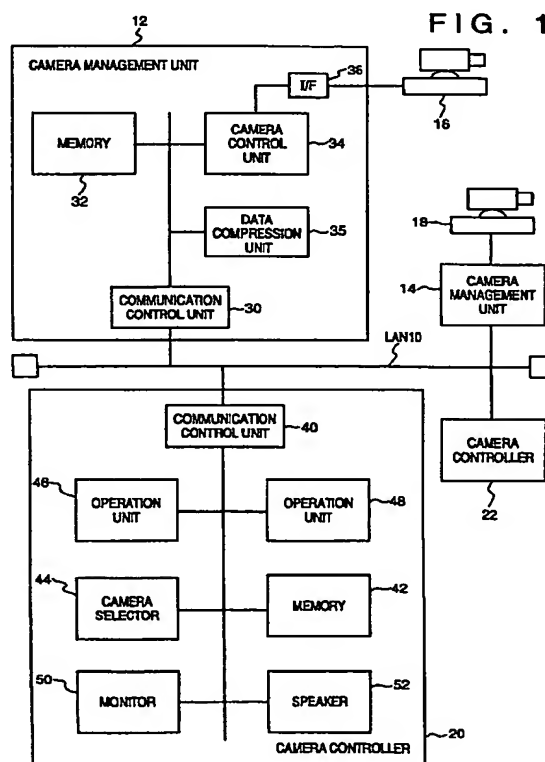 FIG. 1
12
CAMERA MANAGEMENT UNIT
36
I/F
16
MEMORY
32
CAMERA
CONTROL
UNIT
34
18
DATA
COMPRESSION
UNIT
35
14
CAMERA
MANAGEMENT
UNIT
COMMUNICATION
CONTROL UNIT
30
LAN10
COMMUNICATION
CONTROL UNIT
40
CAMERA
CONTROLLER
22
46
OPERATION
UNIT
OPERATION
UNIT
48
44
CAMERA
SELECTOR
MEMORY
42
50
MONITOR
SPEAKER
52
CAMERA CONTROLLER
20